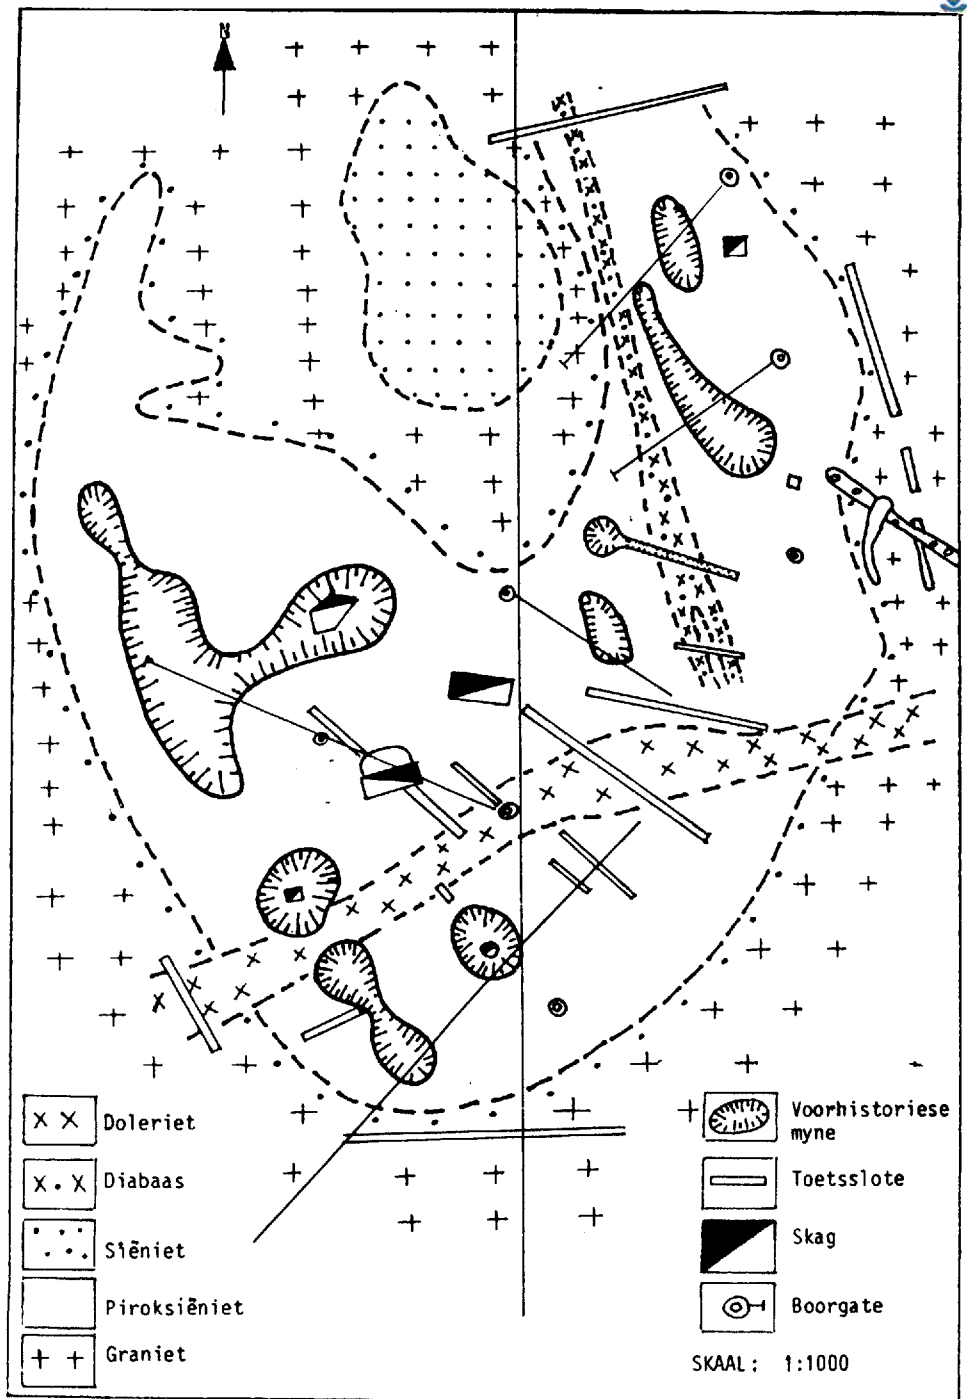 N
Doleriet
Diabaas
Siëniet
Piroksiëniet
Graniet
Voorhistoriese
myne
Toetsslote
Skag
Boorgate
SKAAL: 1:1000